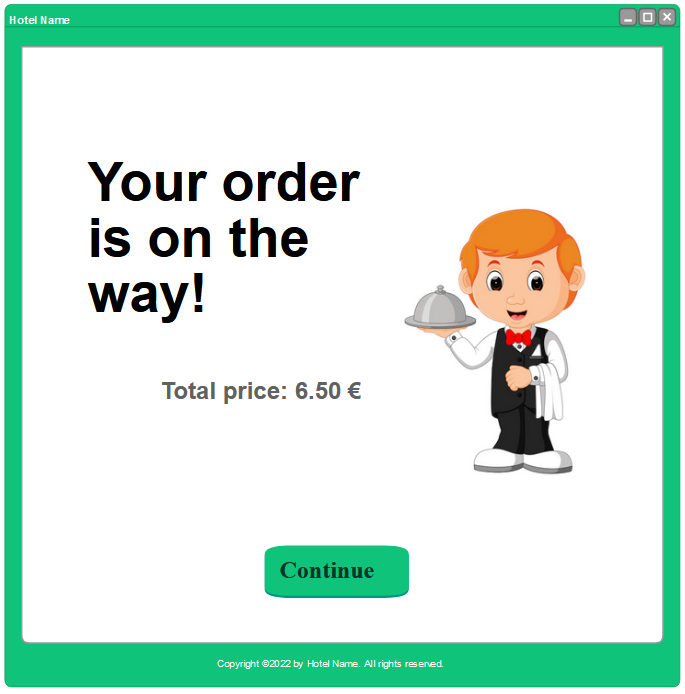 Hotel Name
Your order
is on the
way!
Total price: 6.50 €
Continue
Copyright ©2022 by Hotel Name. All rights reserved.